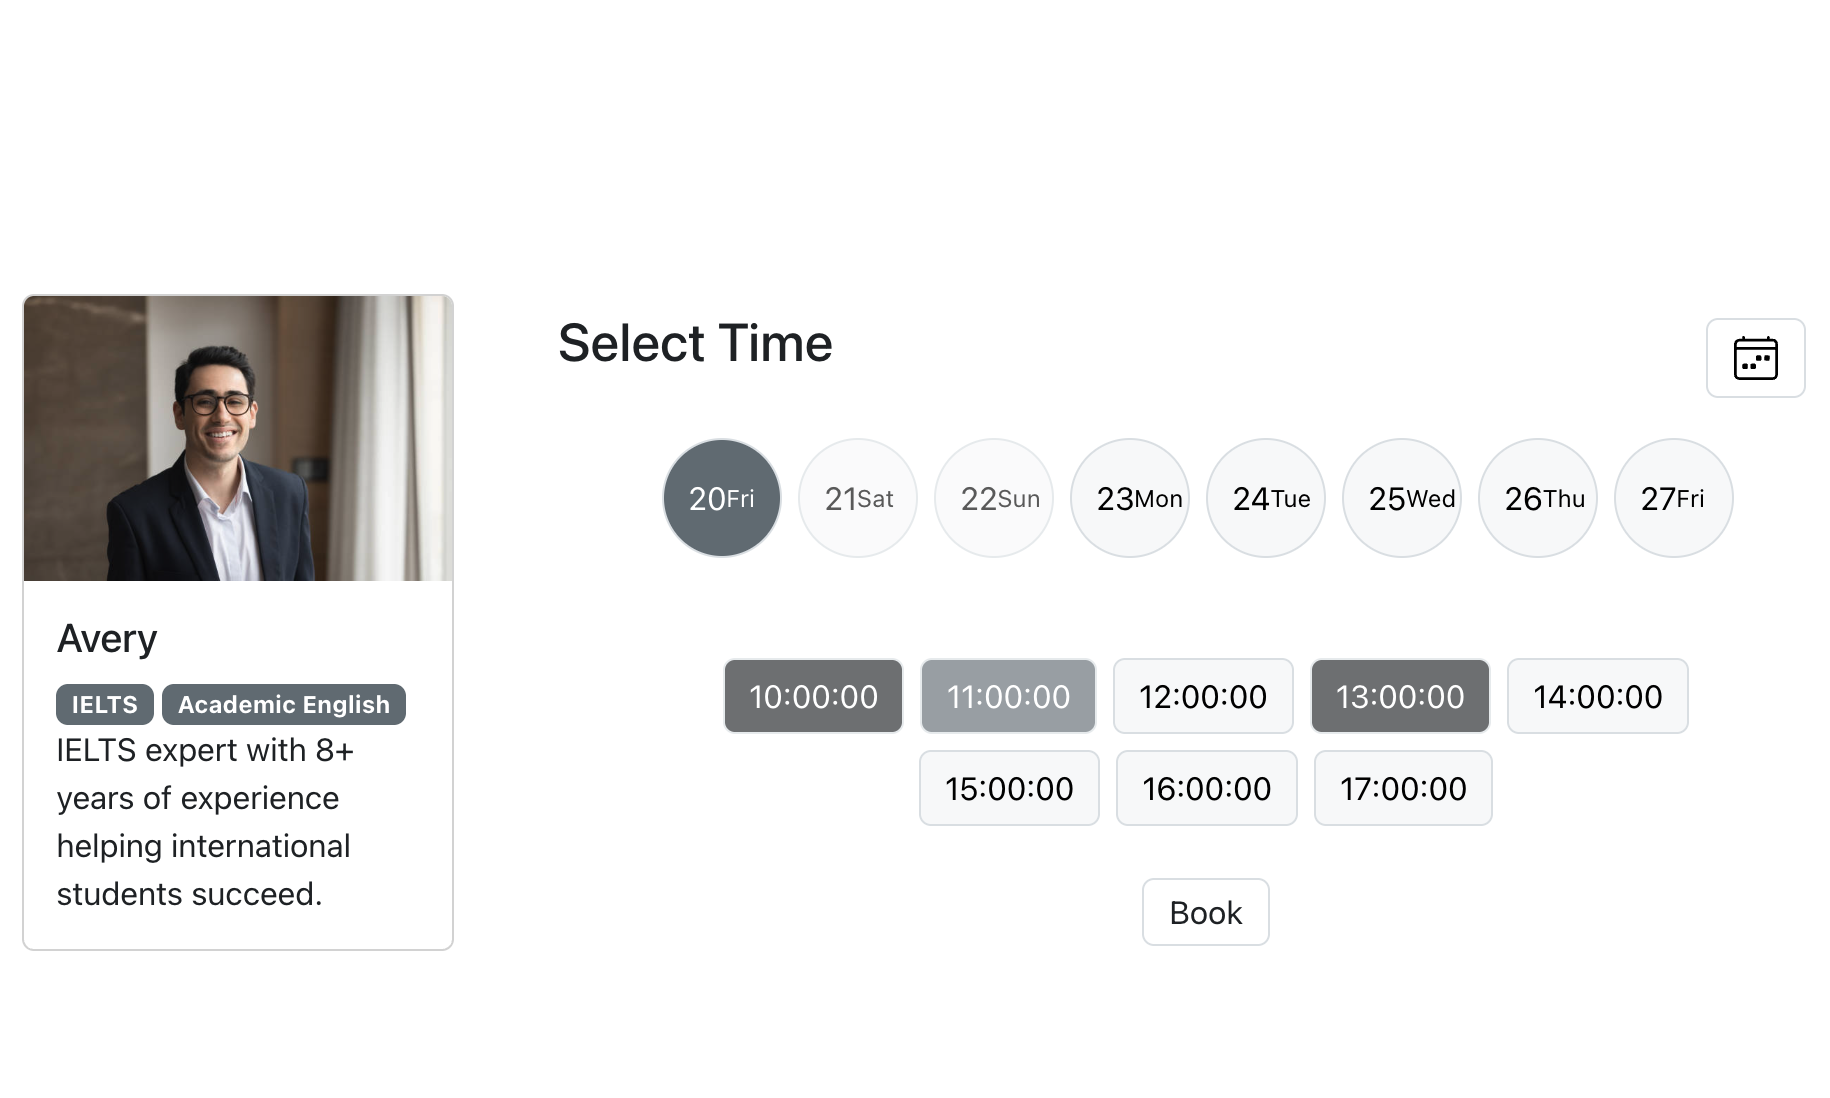 Select Time
20Fri 21Sat 22Sun 23Mon 24Tue 25Wed 26Thu 27Fri
10:00:00 11:00:00 12:00:00 13:00:00 14:00:00
15:00:00 16:00:00 17:00:00
Book
Avery
IELTS Academic English
IELTS expert with 8+
years of experience
helping international
students succeed.